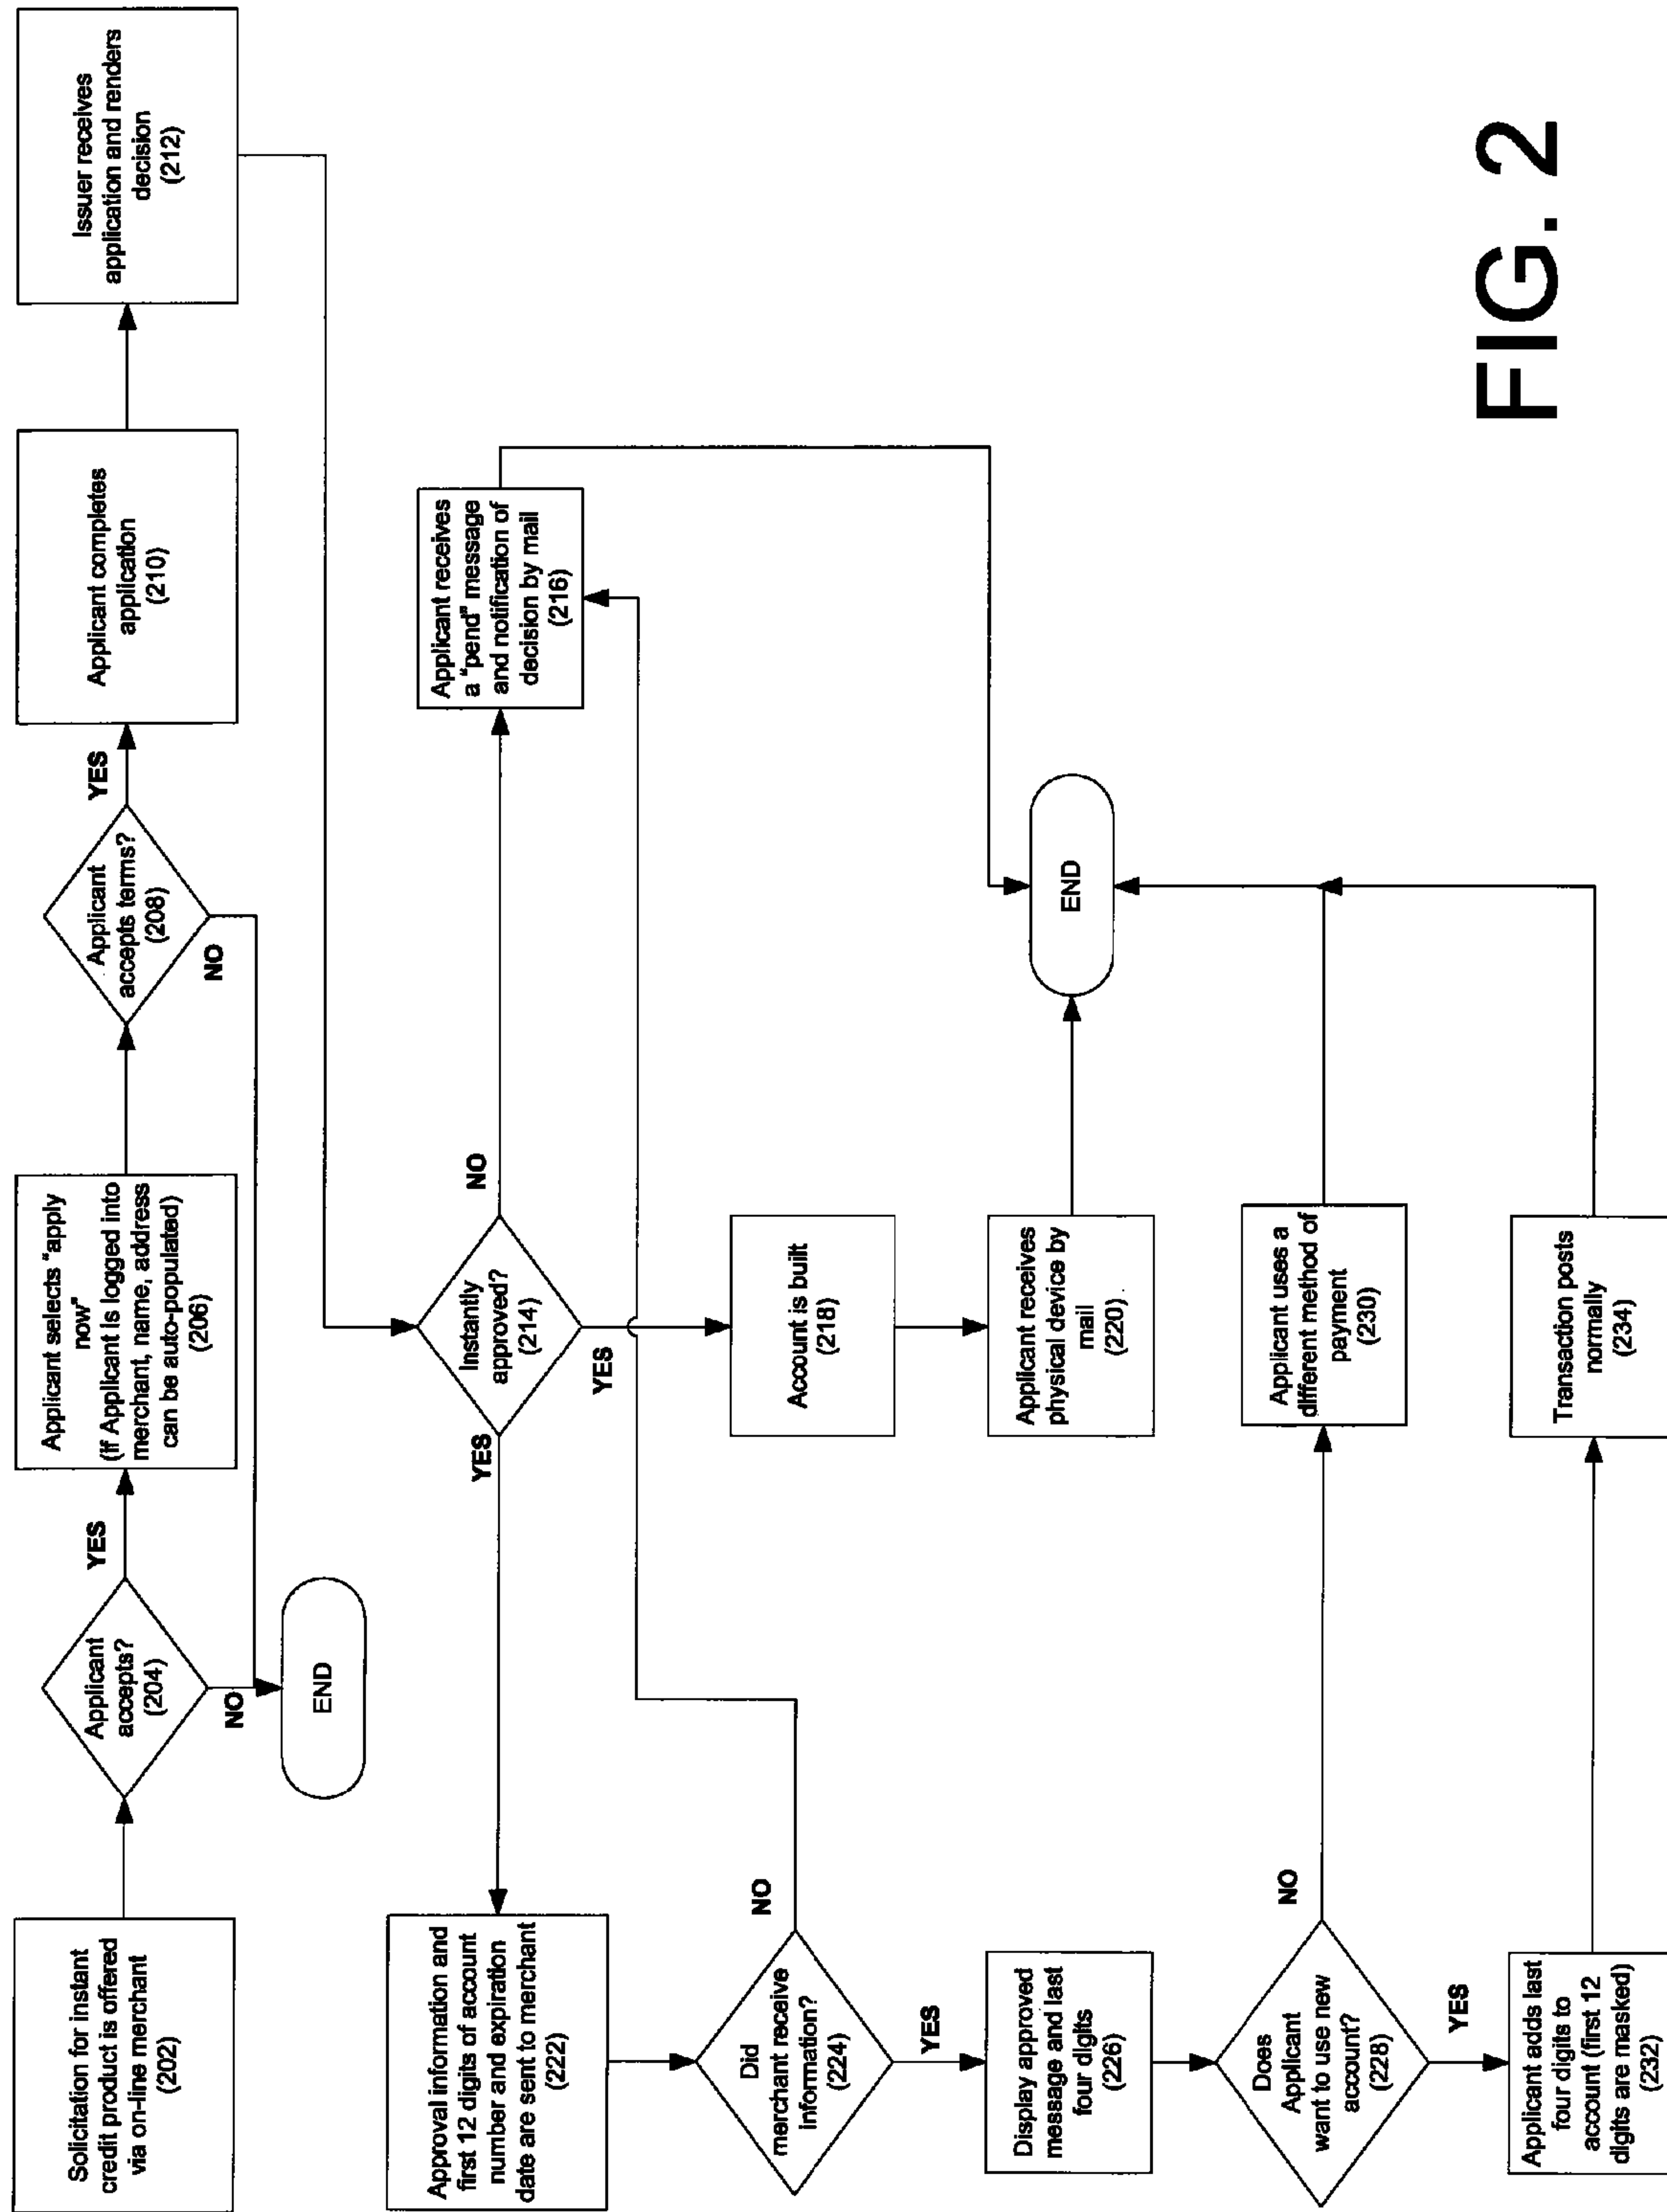 Solicitation for instant
credit product is offered
via on-line merchant
(202)
Applicant
accepts?
(204)
YES
NO
END
Applicant selects "apply
now"
(if Applicant is logged into
merchant, name, address
can be auto-populated)
(206)
Applicant
accepts terms?
(208)
YES
NO
Applicant completes
application
(210)
Issuer receives
application and renders
decision
(212)
Instantly
approved?
(214)
NO
YES
YES
Applicant receives
a "pend" message
and notification of
decision by mail
(216)
Account is built
(218)
Applicant receives
physical device by
mail
(220)
END
Approval information and
first 12 digits of account
number and expiration
date are sent to merchant
(222)
Did
merchant receive
information?
(224)
NO
YES
Display approved
message and last
four digits
(226)
Does
Applicant
want to use new
account?
(228)
NO
YES
Applicant uses a
different method of
payment
(230)
Applicant adds last
four digits to
account (first 12
digits are masked)
(232)
Transaction posts
normally
(234)
FIG. 2